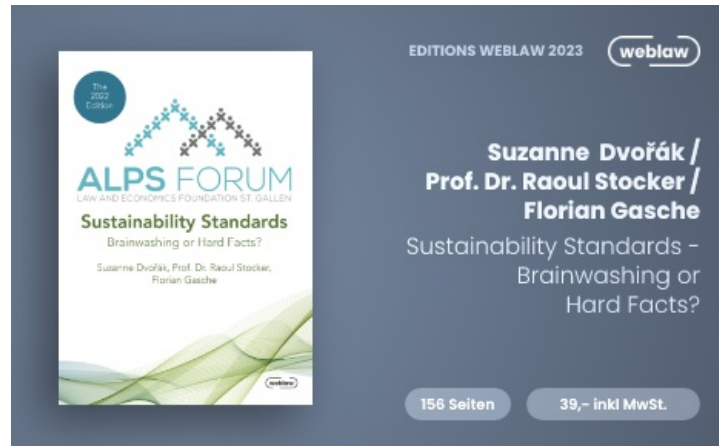 The
2022
Edition
ALPS FORUM
LAW AND ECONOMICS FOUNDATION ST. GALLEN
Sustainability Standards
Brainwashing or Hard Facts?
Suzanne Dvořák, Prof. Dr. Raoul Stocker,
Florian Gasche
weblaw
EDITIONS WEBLAW 2023
weblaw
Suzanne Dvořák /
Prof. Dr. Raoul Stocker /
Florian Gasche
Sustainability Standards -
Brainwashing or
Hard Facts?
156 Seiten
39,- inkl MwSt.